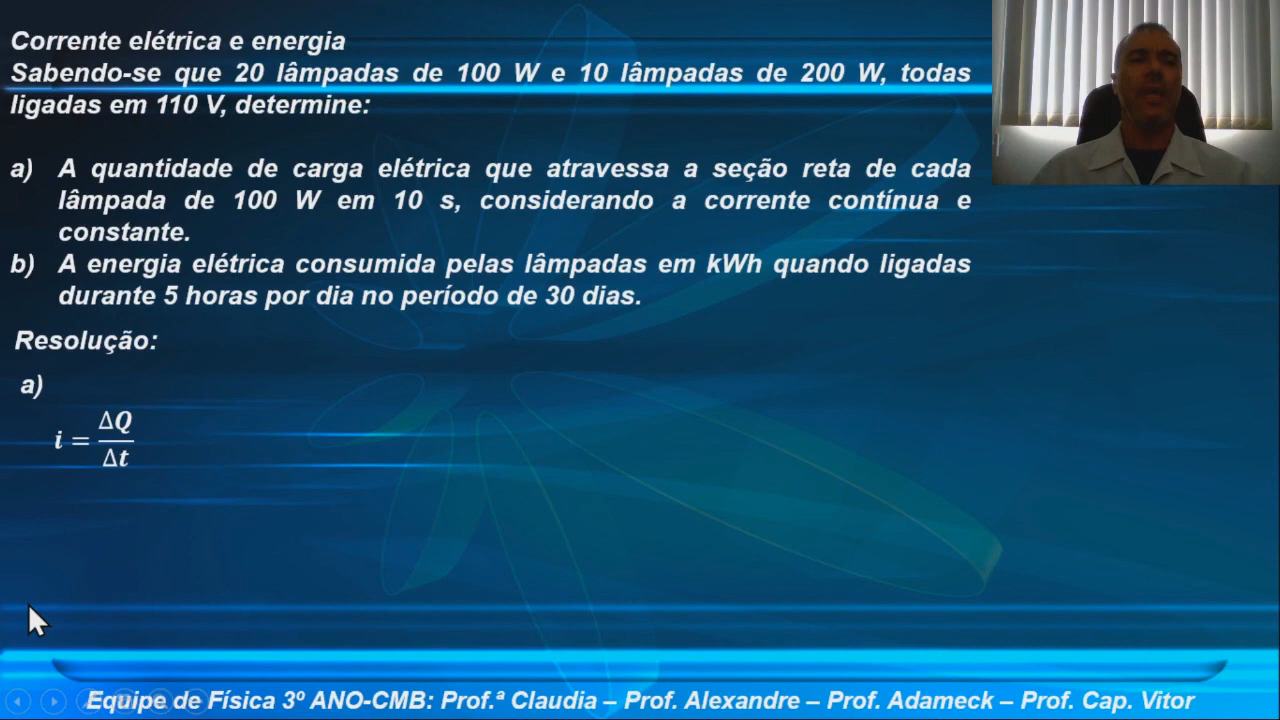 Corrente elétrica e energia
Sabendo-se que 20 lâmpadas de 100 W e 10 lâmpadas de 200 W, todas
ligadas em 110 V, determine:
a) A quantidade de carga elétrica que atravessa a seção reta de cada
lâmpada de 100 W em 10 s, considerando a corrente contínua e
constante.
b) A energia elétrica consumida pelas lâmpadas em kWh quando ligadas
durante 5 horas por dia no período de 30 dias.
Resolução:
a)
i = ΔQ/Δt
Equipe de Física 3º ANO-CMB: Prof.ª Claudia – Prof. Alexandre – Prof. Adameck – Prof. Cap. Vitor